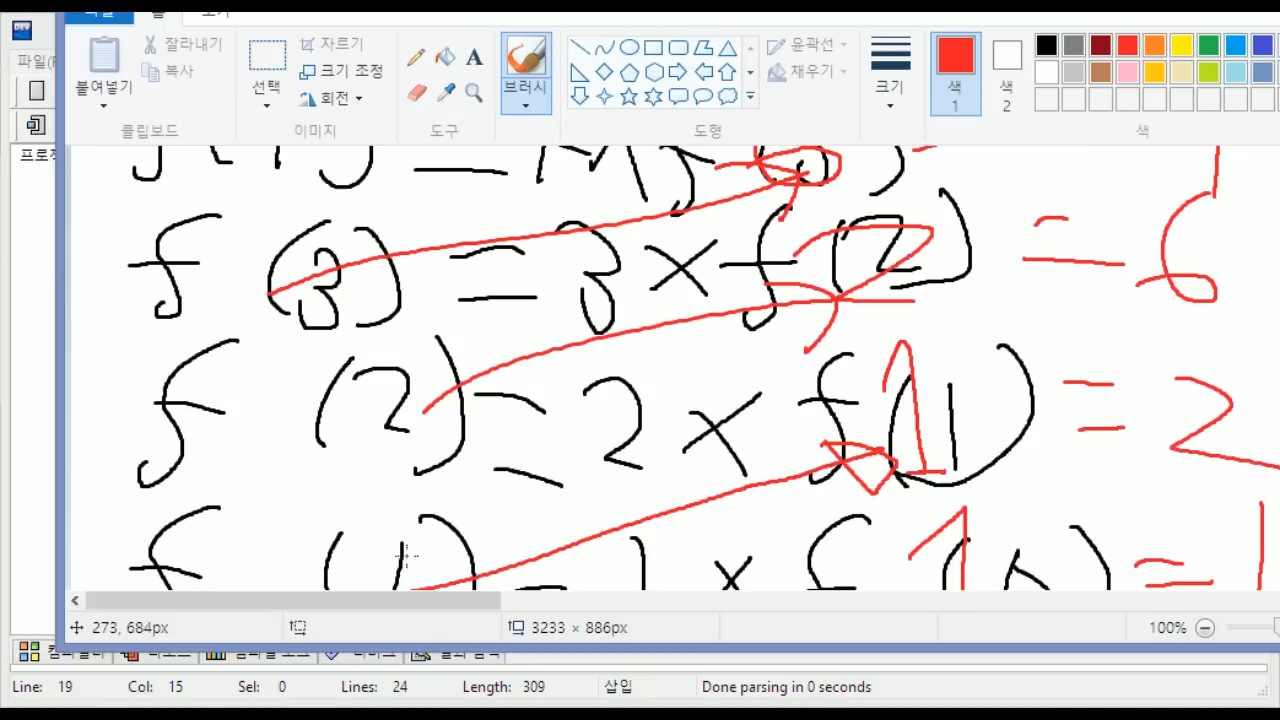 잘라내기
자르기
윤곽선
붙여넣기
복사
선택
크기 조정
회전
브러시
채우기
크기
색
1
색
2
클립보드
이미지
도구
도형
색
f(3) = 3 × f(2) = 6
2
f(2) = 2 × f(1) = 2
1
273, 684px
3233 × 886px
100%
Line: 19 Col: 15 Sel: 0 Lines: 24 Length: 309 삽입 Done parsing in 0 seconds